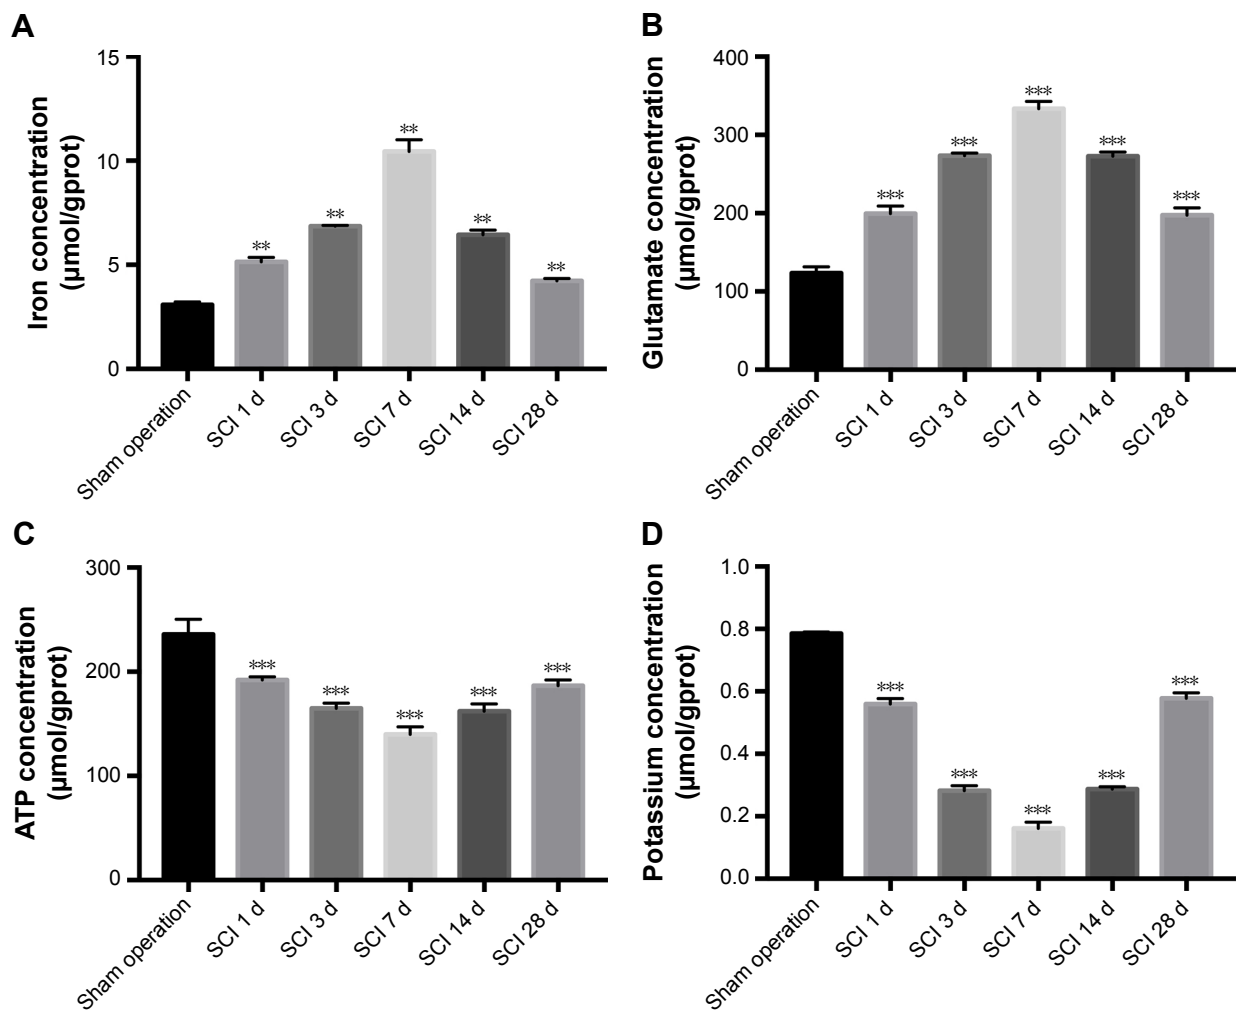 A
Iron concentration
(µmol/gprot)
15
10
5
0
**
**
**
**
**
Sham operation
SCI 1 d
SCI 3 d
SCI 7 d
SCI 14 d
SCI 28 d
B
Glutamate concentration
(µmol/gprot)
400
300
200
100
0
***
***
***
***
***
Sham operation
SCI 1 d
SCI 3 d
SCI 7 d
SCI 14 d
SCI 28 d
C
ATP concentration
(µmol/gprot)
300
200
100
0
***
***
***
***
***
Sham operation
SCI 1 d
SCI 3 d
SCI 7 d
SCI 14 d
SCI 28 d
D
Potassium concentration
(µmol/gprot)
1.0
0.8
0.6
0.4
0.2
0.0
***
***
***
***
***
Sham operation
SCI 1 d
SCI 3 d
SCI 7 d
SCI 14 d
SCI 28 d